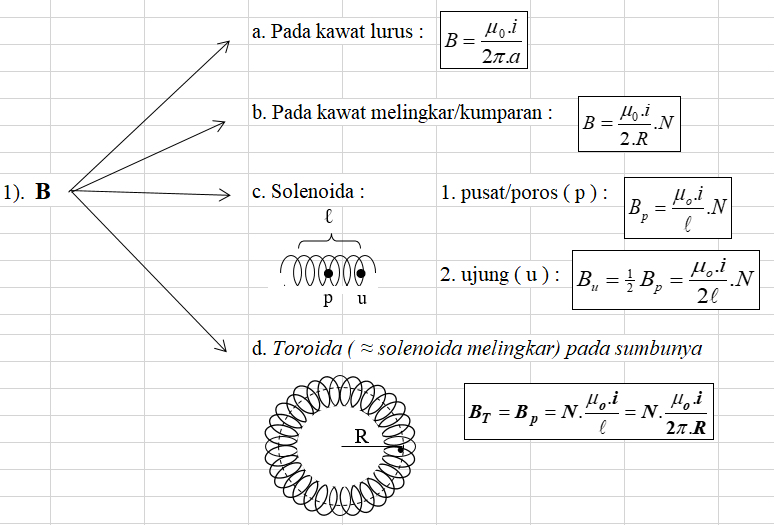 a. Pada kawat lurus : B = μ₀.i / 2π.a
b. Pada kawat melingkar/kumparan : B = μ₀.i / 2.R .N
1). B
c. Solenoida : 1. pusat/poros ( p ) : Bₚ = μₒ.i / ℓ .N
ℓ
p u
2. ujung ( u ) : Bᵤ = ½ Bₚ = μₒ.i / 2ℓ .N
d. Toroida ( ≈ solenoida melingkar) pada sumbunya
R
B_T = Bₚ = N. μₒ.i / ℓ = N. μₒ.i / 2π.R